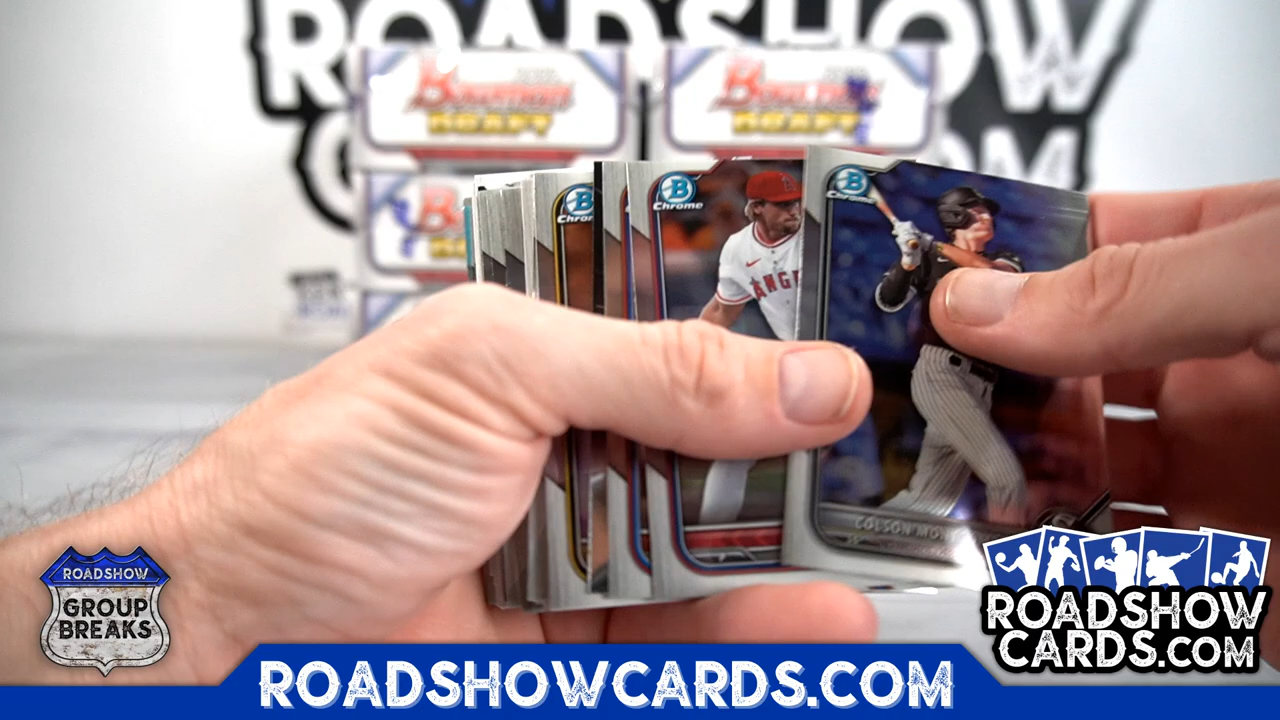 ROADSHOW
Bowman
DRAFT
Bowman
DRAFT
B
Chrome
B
Chrome
B
Chrome
ANGE
COLSON MO
ROADSHOW
GROUP
BREAKS
ROADSHOWCARDS.COM
ROADSHOW
CARDS.COM